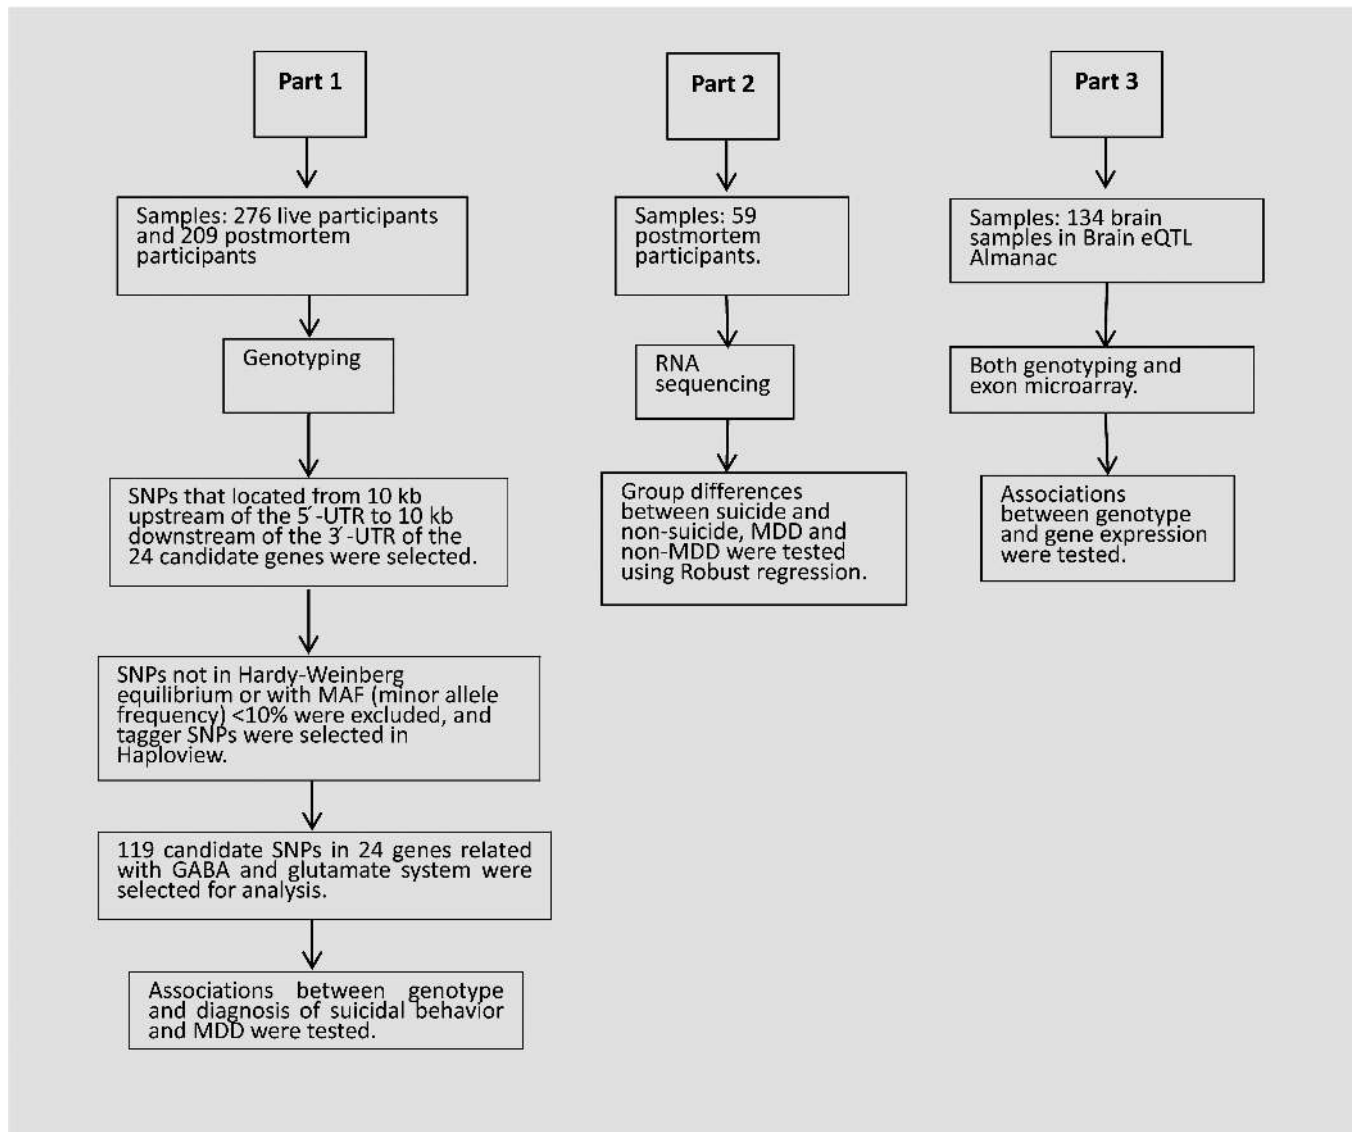 Part 1
Samples: 276 live participants
and 209 postmortem
participants
Genotyping
SNPs that located from 10 kb
upstream of the 5´-UTR to 10 kb
downstream of the 3´-UTR of the
24 candidate genes were selected.
SNPs not in Hardy-Weinberg
equilibrium or with MAF (minor allele
frequency) <10% were excluded, and
tagger SNPs were selected in
Haploview.
119 candidate SNPs in 24 genes related
with GABA and glutamate system were
selected for analysis.
Associations between genotype
and diagnosis of suicidal behavior
and MDD were tested.
Part 2
Samples: 59
postmortem
participants.
RNA
sequencing
Group differences
between suicide and
non-suicide, MDD and
non-MDD were tested
using Robust regression.
Part 3
Samples: 134 brain
samples in Brain eQTL
Almanac
Both genotyping and
exon microarray.
Associations
between genotype
and gene expression
were tested.